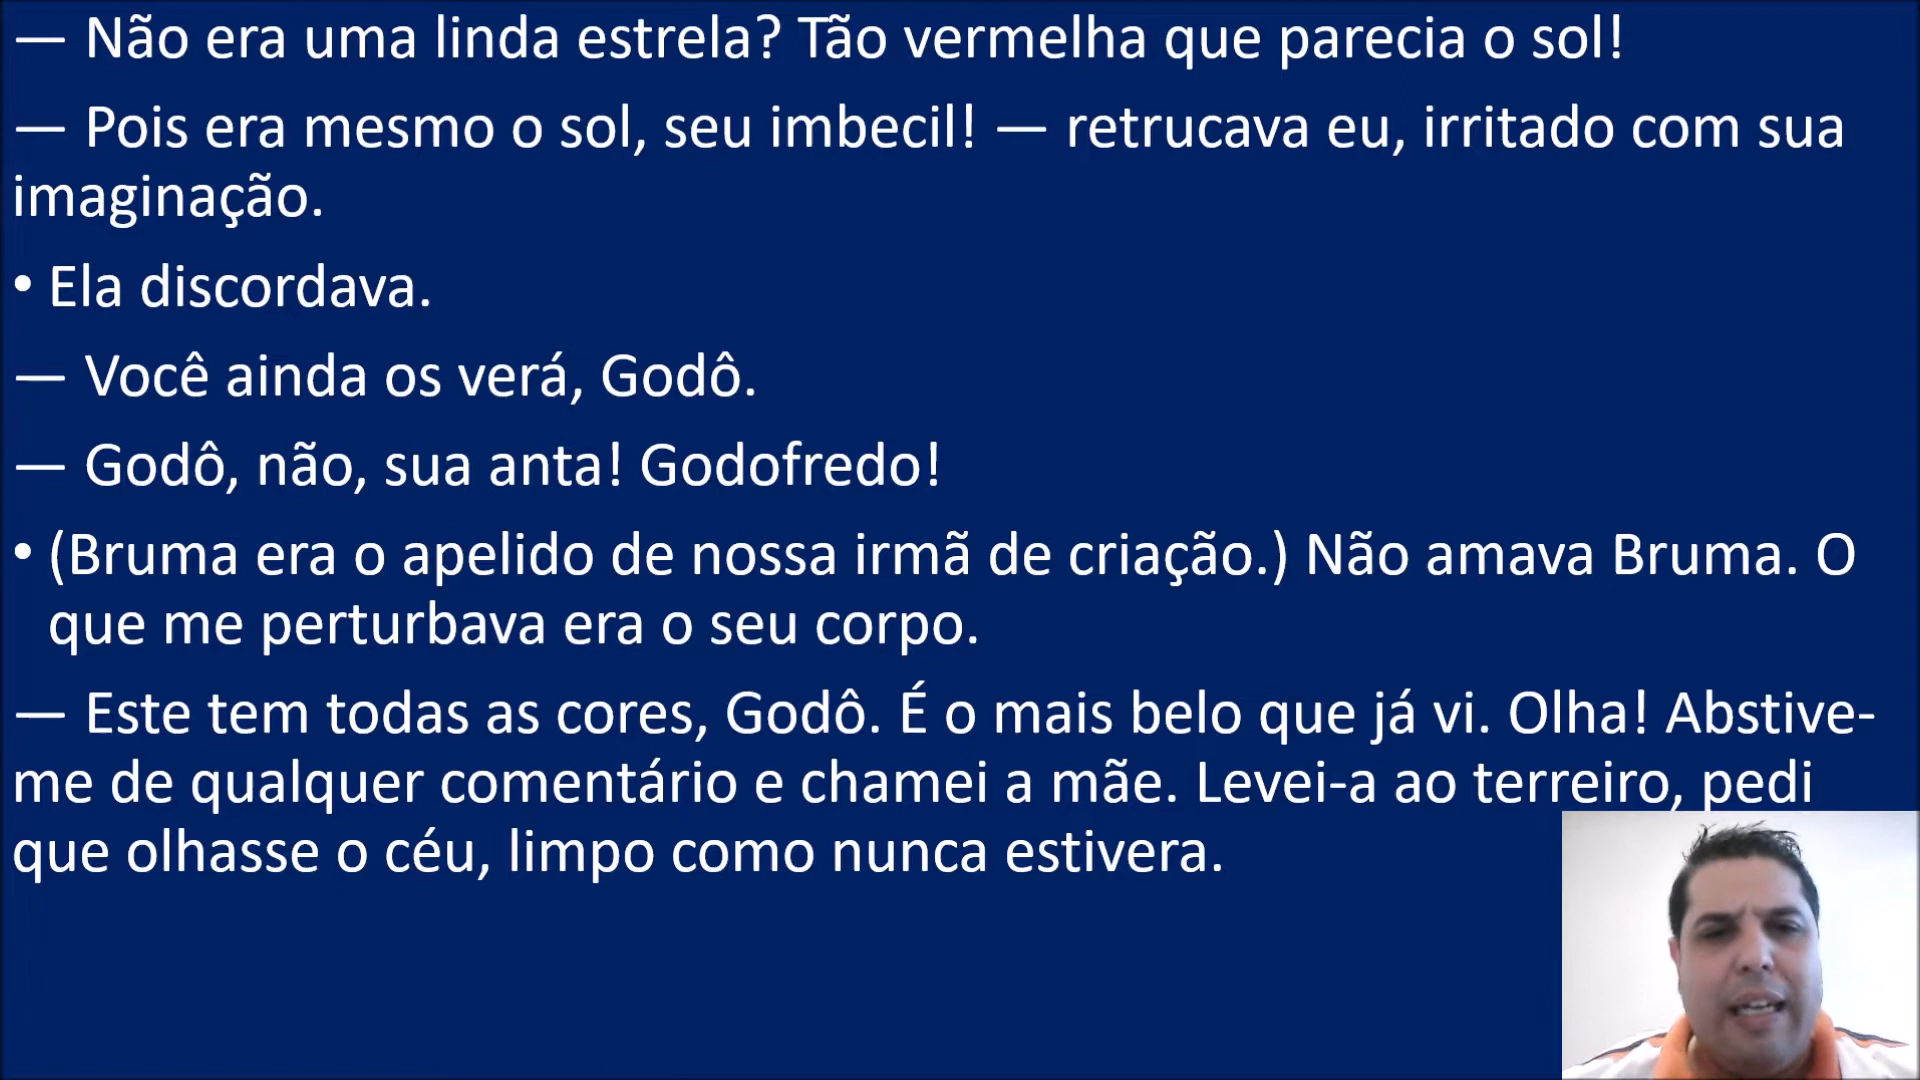 — Não era uma linda estrela? Tão vermelha que parecia o sol!
— Pois era mesmo o sol, seu imbecil! — retrucava eu, irritado com sua
imaginação.
• Ela discordava.
— Você ainda os verá, Godô.
— Godô, não, sua anta! Godofredo!
• (Bruma era o apelido de nossa irmã de criação.) Não amava Bruma. O
que me perturbava era o seu corpo.
— Este tem todas as cores, Godô. É o mais belo que já vi. Olha! Abstive-
me de qualquer comentário e chamei a mãe. Levei-a ao terreiro, pedi
que olhasse o céu, limpo como nunca estivera.